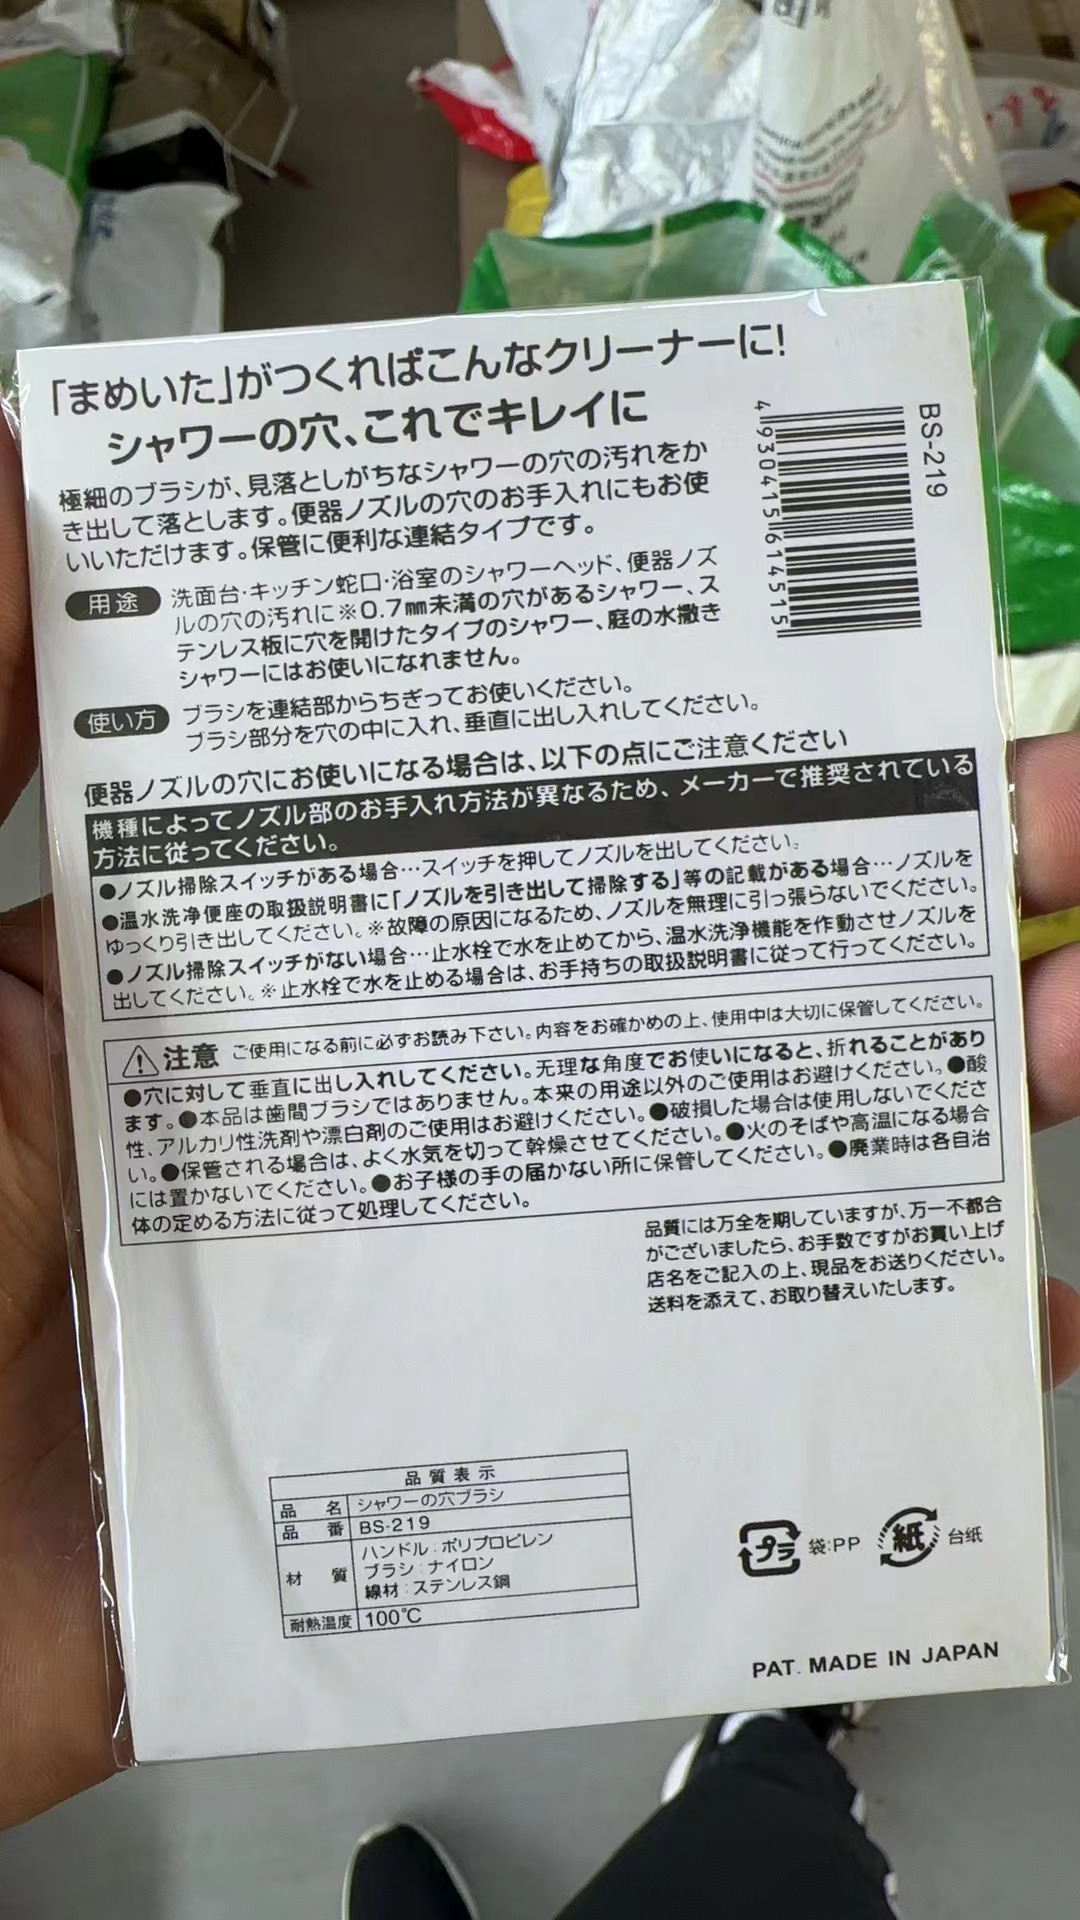 「まめいた」がつくればこんなクリーナーに!
シャワーの穴、これでキレイに
極細のブラシが、見落としがちなシャワーの穴の汚れをか
き出して落とします。便器ノズルの穴のお手入れにもお使
いいただけます。保管に便利な連結タイプです。
用途 洗面台・キッチン蛇口・浴室のシャワーヘッド、便器ノズ
ルの穴の汚れに※0.7mm未満の穴があるシャワー、ス
テンレス板に穴を開けたタイプのシャワー、庭の水撒き
シャワーにはお使いになれません。
使い方 ブラシを連結部からちぎってお使いください。
ブラシ部分を穴の中に入れ、垂直に出し入れしてください。
BS-219
4930415614515
便器ノズルの穴にお使いになる場合は、以下の点にご注意ください
機種によってノズル部のお手入れ方法が異なるため、メーカーで推奨されている
方法に従ってください。
●ノズル掃除スイッチがある場合…スイッチを押してノズルを出してください。
●温水洗浄便座の取扱説明書に「ノズルを引き出して掃除する」等の記載がある場合…ノズルを
ゆっくり引き出してください。※故障の原因になるため、ノズルを無理に引っ張らないでください。
●ノズル掃除スイッチがない場合…止水栓で水を止めてから、温水洗浄機能を作動させノズルを
出してください。※止水栓で水を止める場合は、お手持ちの取扱説明書に従って行ってください。
注意 ご使用になる前に必ずお読み下さい。内容をお確かめの上、使用中は大切に保管してください。
●穴に対して垂直に出し入れしてください。无理な角度でお使いになると、折れることがあり
ます。●本品は歯間ブラシではありません。本来の用途以外のご使用はお避けください。●酸
性、アルカリ性洗剤や漂白剤のご使用はお避けください。●破損した場合は使用しないでくださ
い。●保管される場合は、よく水気を切って幹燥させてください。●火のそばや高温になる場合
には置かないでください。●お子様の手の届かない所に保管してください。●廃業時は各自治
体の定める方法に従って処理してください。
品質には万全を期していますが、万一不都合
がございましたら、お手数ですがお買い上げ
店名をご記入の上、現品をお送りください。
送料を添えて、お取り替えいたします。
品質表示
品名 シャワーの穴ブラシ
品番 BS-219
材質 ハンドル:ポリプロピレン
ブラシ:ナイロン
線材:ステンレス鋼
耐熱温度 100℃
プラ 袋:PP 紙 台纸
PAT. MADE IN JAPAN